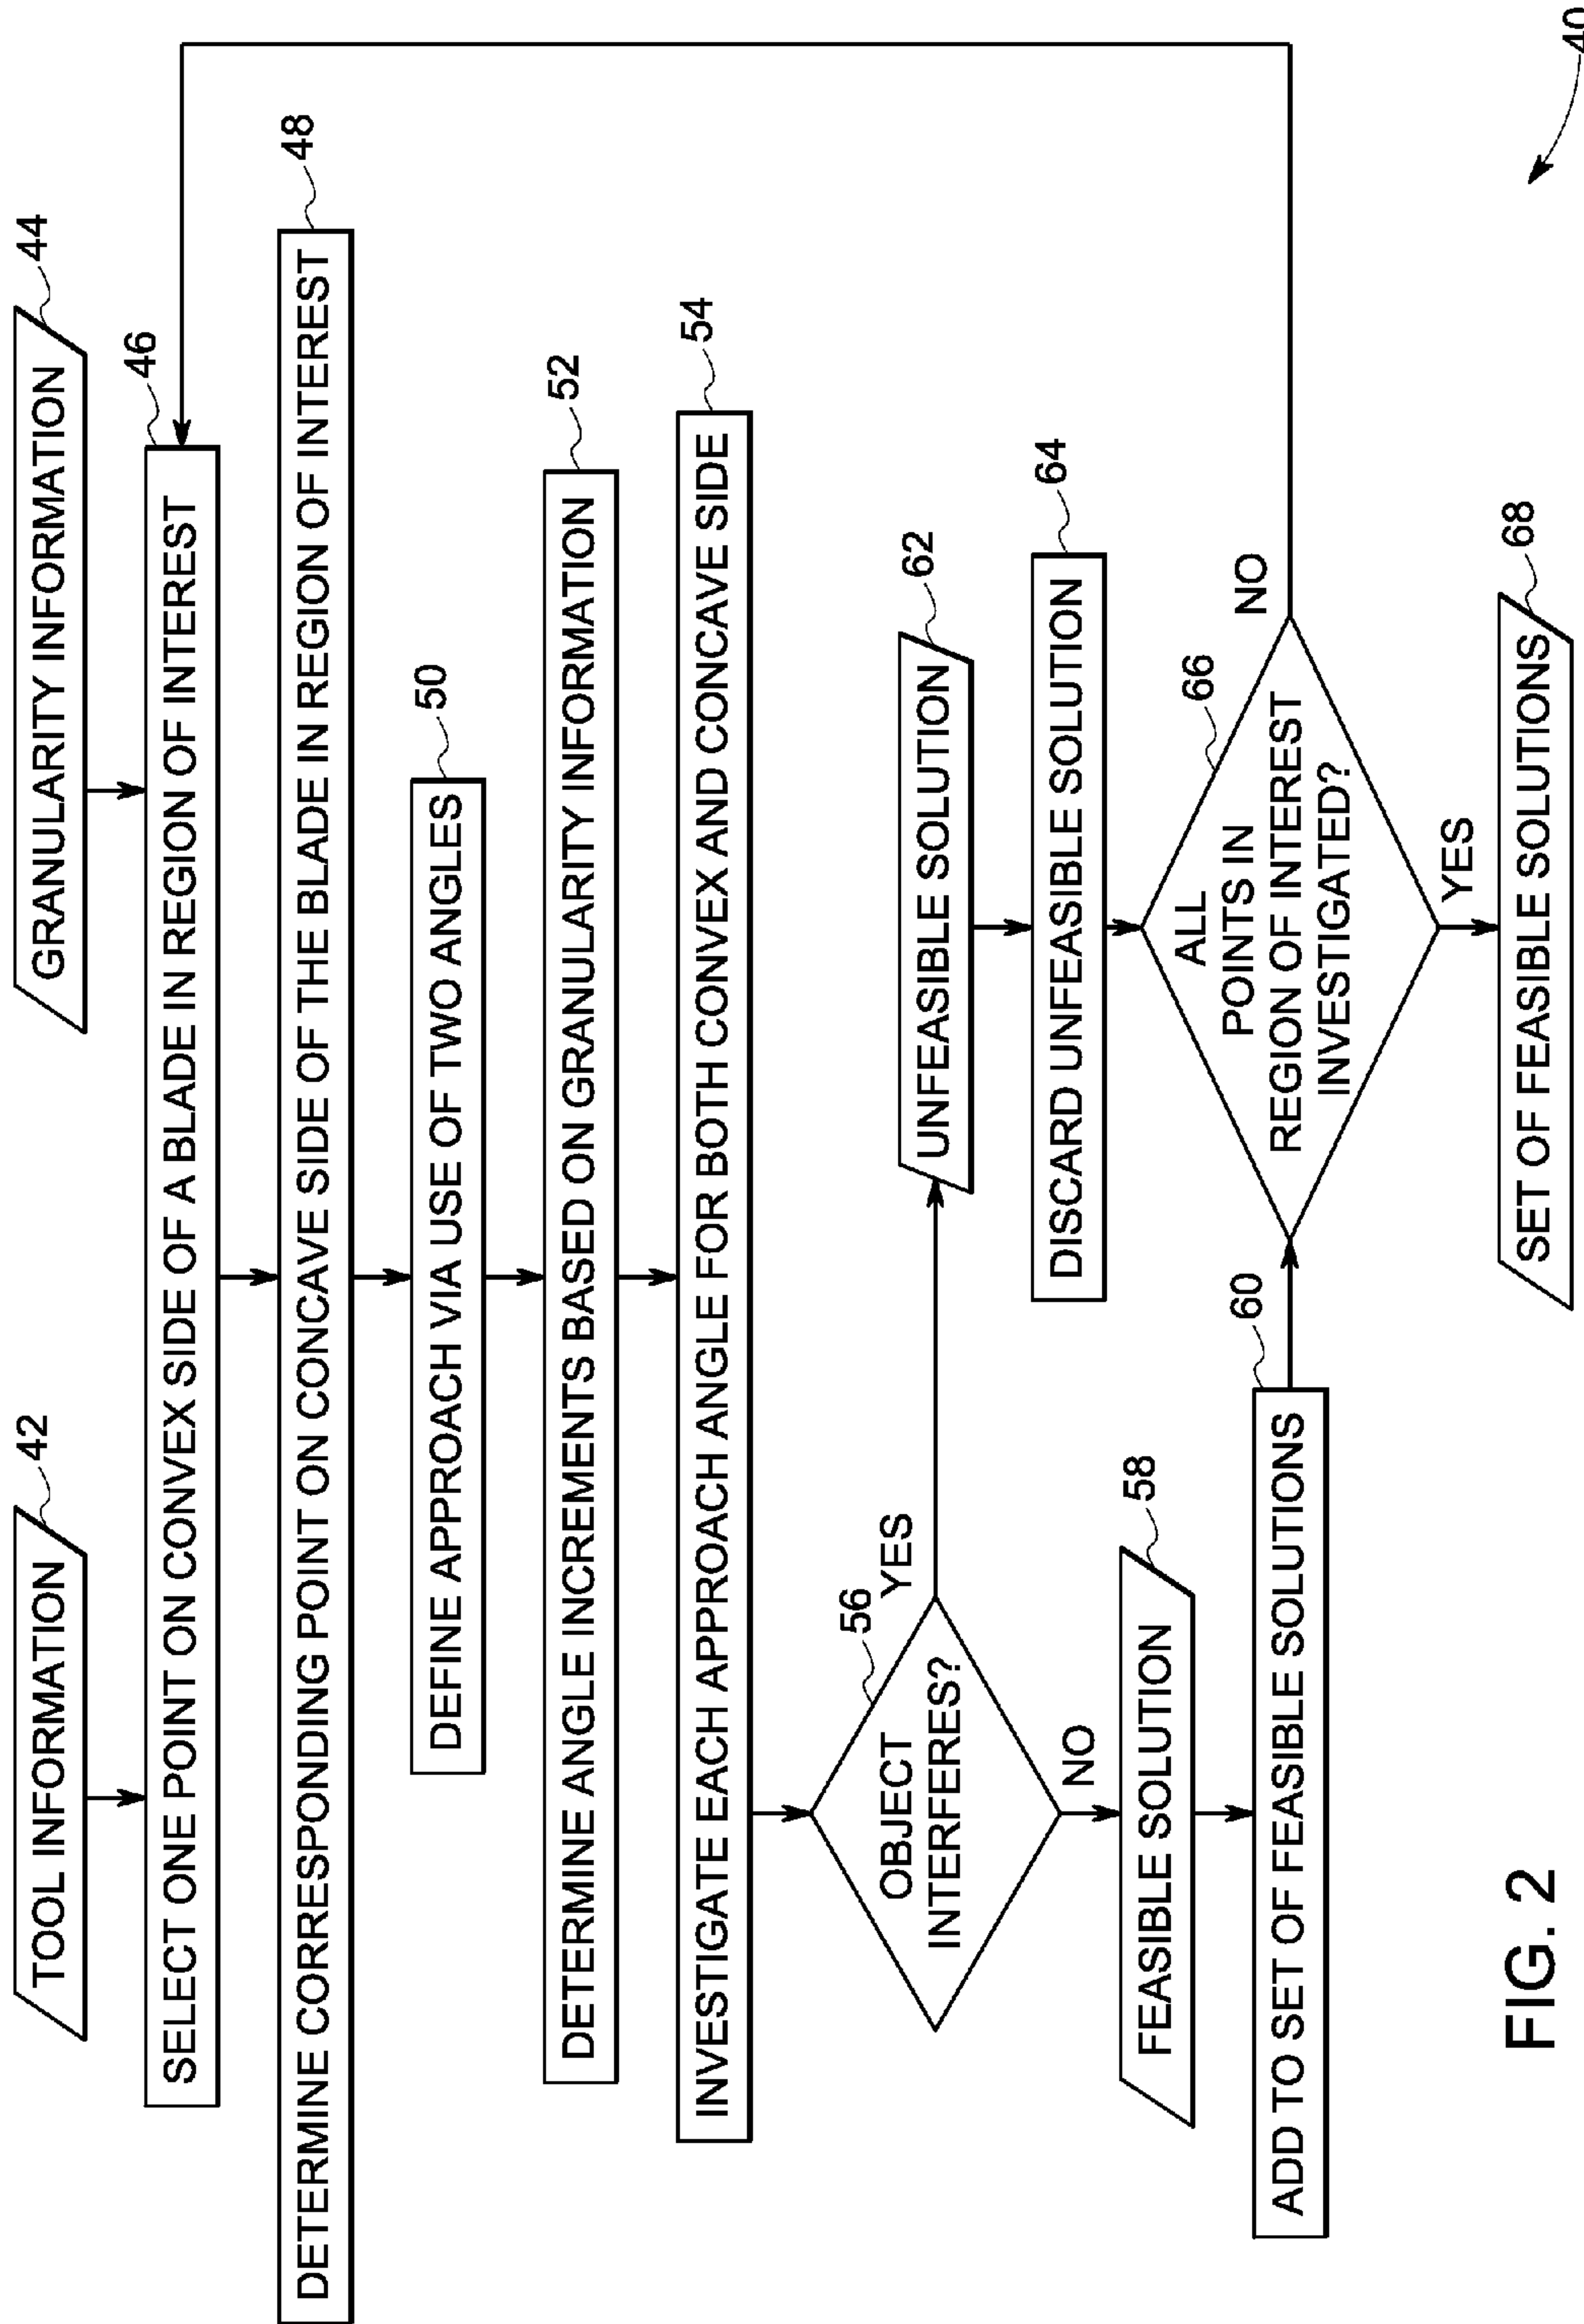 42
44
TOOL INFORMATION
GRANULARITY INFORMATION
46
SELECT ONE POINT ON CONVEX SIDE OF A BLADE IN REGION OF INTEREST
48
DETERMINE CORRESPONDING POINT ON CONCAVE SIDE OF THE BLADE IN REGION OF INTEREST
50
DEFINE APPROACH VIA USE OF TWO ANGLES
52
DETERMINE ANGLE INCREMENTS BASED ON GRANULARITY INFORMATION
54
INVESTIGATE EACH APPROACH ANGLE FOR BOTH CONVEX AND CONCAVE SIDE
56
OBJECT
INTERFERES?
YES
NO
62
UNFEASIBLE SOLUTION
64
DISCARD UNFEASIBLE SOLUTION
58
FEASIBLE SOLUTION
60
ADD TO SET OF FEASIBLE SOLUTIONS
66
ALL
POINTS IN
REGION OF INTEREST
INVESTIGATED?
NO
YES
68
SET OF FEASIBLE SOLUTIONS
40
FIG. 2